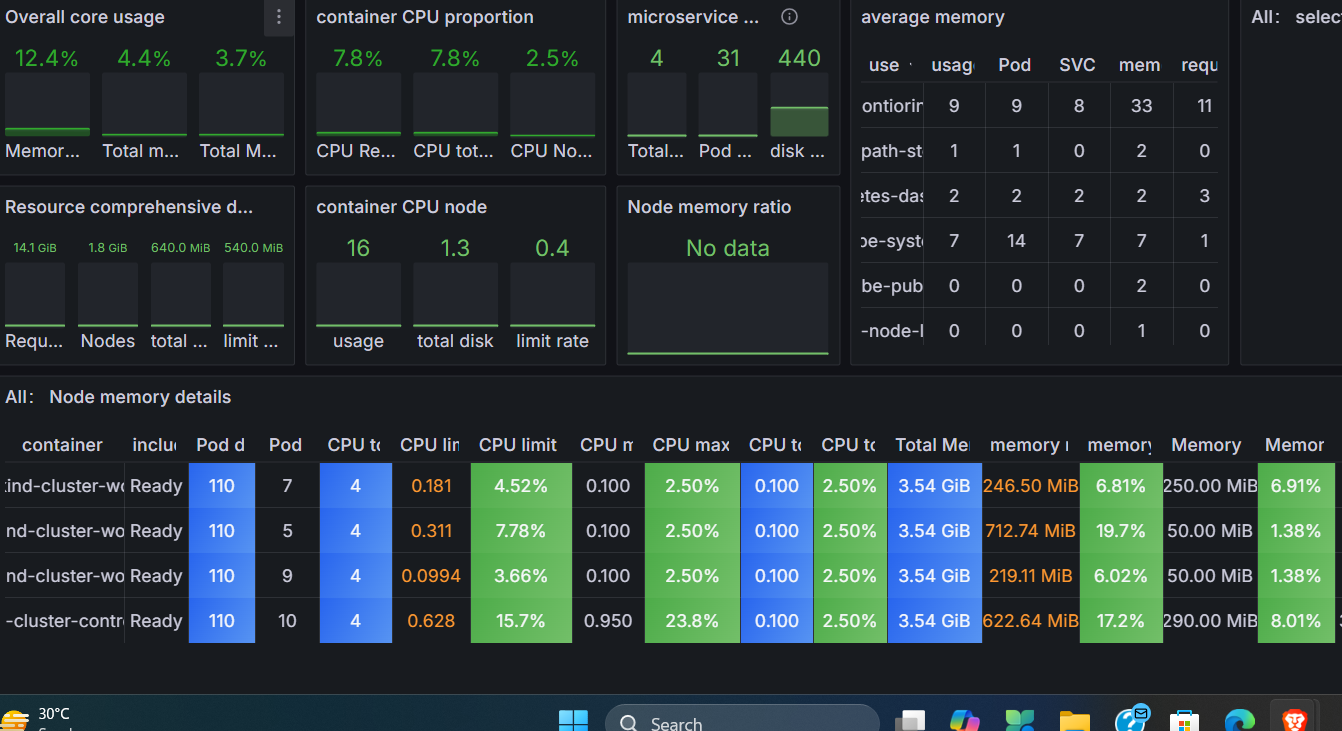 Overall core usage
12.4% 4.4% 3.7%
Memor... Total m... Total M...
container CPU proportion
7.8% 7.8% 2.5%
CPU Re... CPU tot... CPU No...
microservice ...
4 31 440
Total... Pod ... disk ...
average memory
use usag Pod SVC mem requ
ontiorin 9 9 8 33 11
path-st 1 1 0 2 0
etes-das 2 2 2 2 3
be-syst 7 14 7 7 1
be-pub 0 0 0 2 0
-node-l 0 0 0 1 0
All: selec
Resource comprehensive d...
14.1 GiB 1.8 GiB 640.0 MiB 540.0 MiB
Requ... Nodes total ... limit ...
container CPU node
16 1.3 0.4
usage total disk limit rate
Node memory ratio
No data
All: Node memory details
container inclu Pod d Pod CPU to CPU lin CPU limit CPU m CPU max CPU to CPU to Total Me memory r memory Memory Memor
kind-cluster-wo Ready 110 7 4 0.181 4.52% 0.100 2.50% 0.100 2.50% 3.54 GiB 246.50 MiB 6.81% 250.00 MiB 6.91%
nd-cluster-wo Ready 110 5 4 0.311 7.78% 0.100 2.50% 0.100 2.50% 3.54 GiB 712.74 MiB 19.7% 50.00 MiB 1.38%
nd-cluster-wo Ready 110 9 4 0.0994 3.66% 0.100 2.50% 0.100 2.50% 3.54 GiB 219.11 MiB 6.02% 50.00 MiB 1.38%
-cluster-contr Ready 110 10 4 0.628 15.7% 0.950 23.8% 0.100 2.50% 3.54 GiB 622.64 MiB 17.2% 290.00 MiB 8.01%
30°C
Search